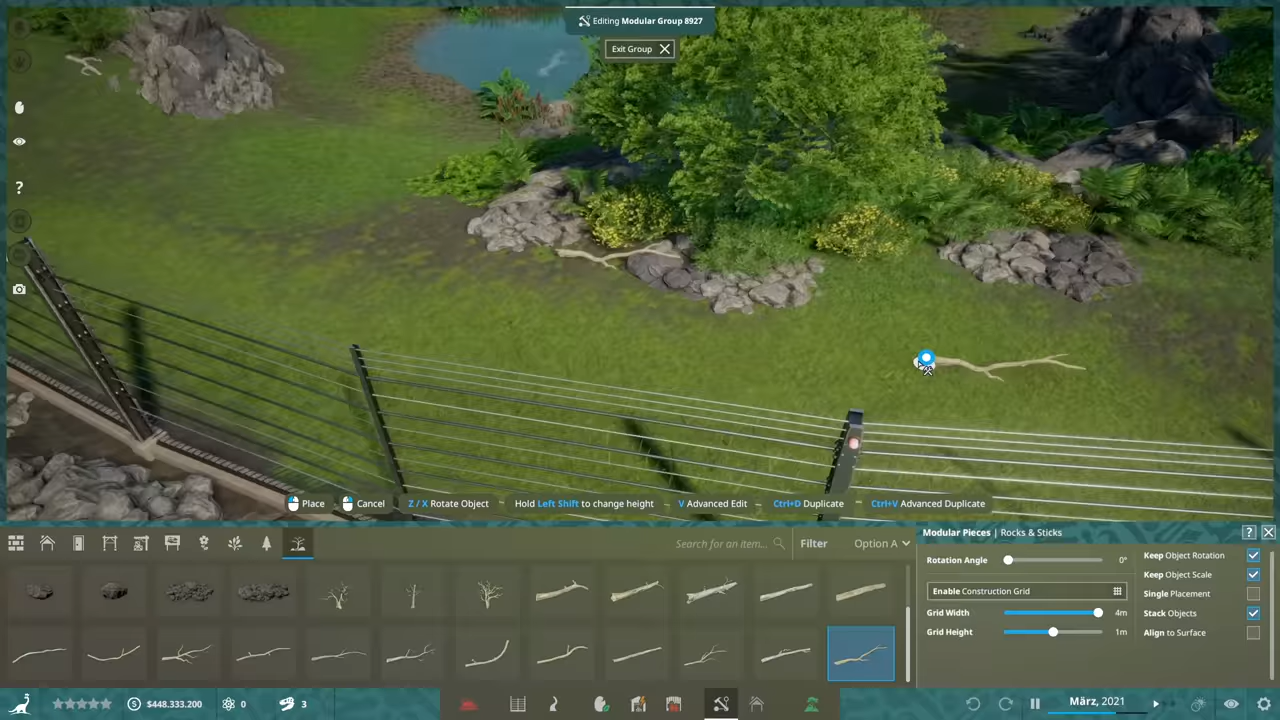 Editing Modular Group 8927
Exit Group
?
Place
Cancel
Z / X Rotate Object
Hold Left Shift to change height
V Advanced Edit
Ctrl+D Duplicate
Ctrl+V Advanced Duplicate
Search for an item...
Filter
Option A
Modular Pieces | Rocks & Sticks
?
Rotation Angle
0°
Enable Construction Grid
Grid Width
4m
Grid Height
1m
Keep Object Rotation
Keep Object Scale
Single Placement
Stack Objects
Align to Surface
$448.333.200
0
3
März, 2021